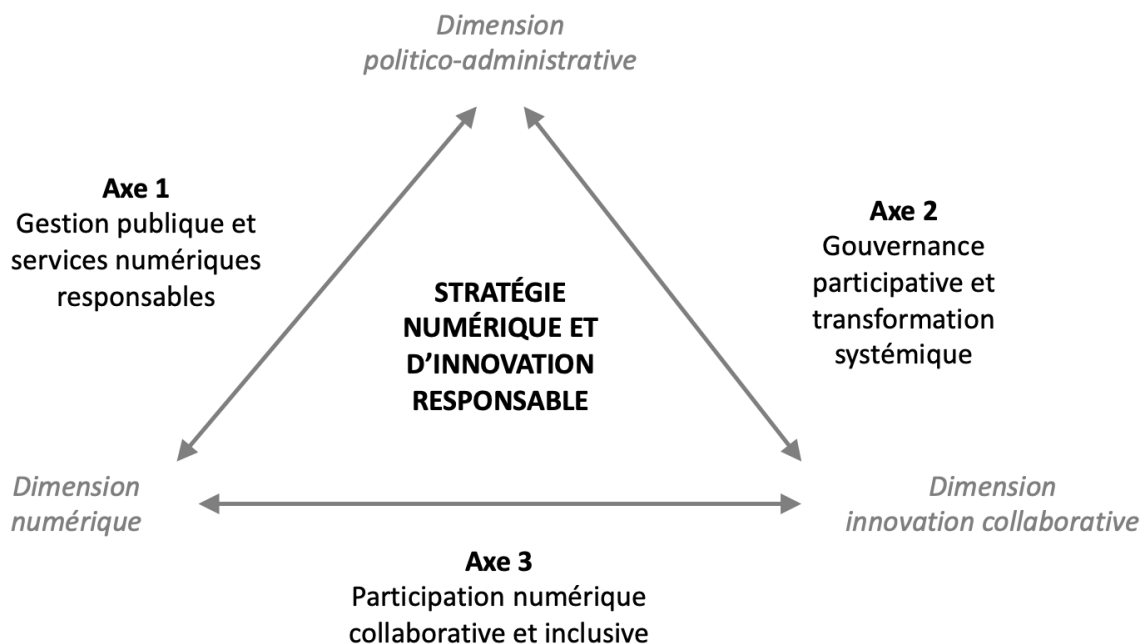 Dimension
politico-administrative
Axe 1
Gestion publique et
services numériques
responsables
Axe 2
Gouvernance
participative et
transformation
systémique
STRATÉGIE
NUMÉRIQUE ET
D’INNOVATION
RESPONSABLE
Dimension
numérique
Dimension
innovation collaborative
Axe 3
Participation numérique
collaborative et inclusive